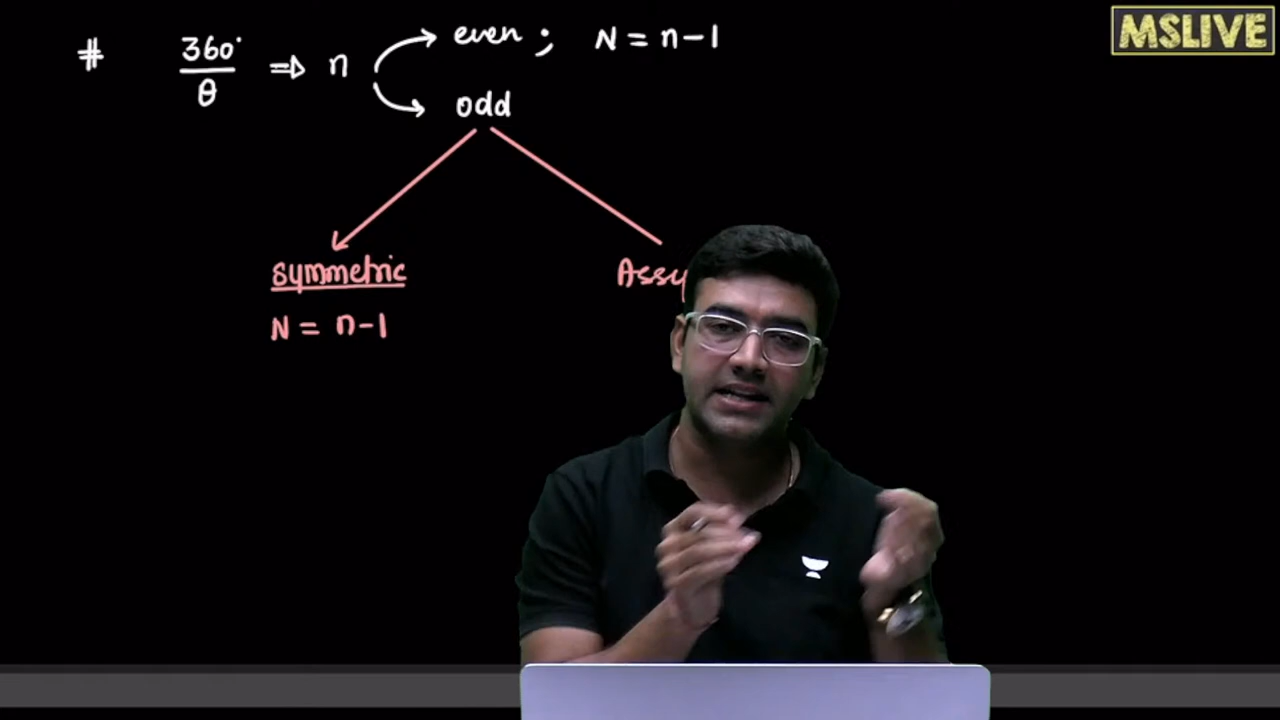 MSLIVE
# 360°/θ ⇒ n → even ; N = n-1
→ odd
Symmetric
N = n-1